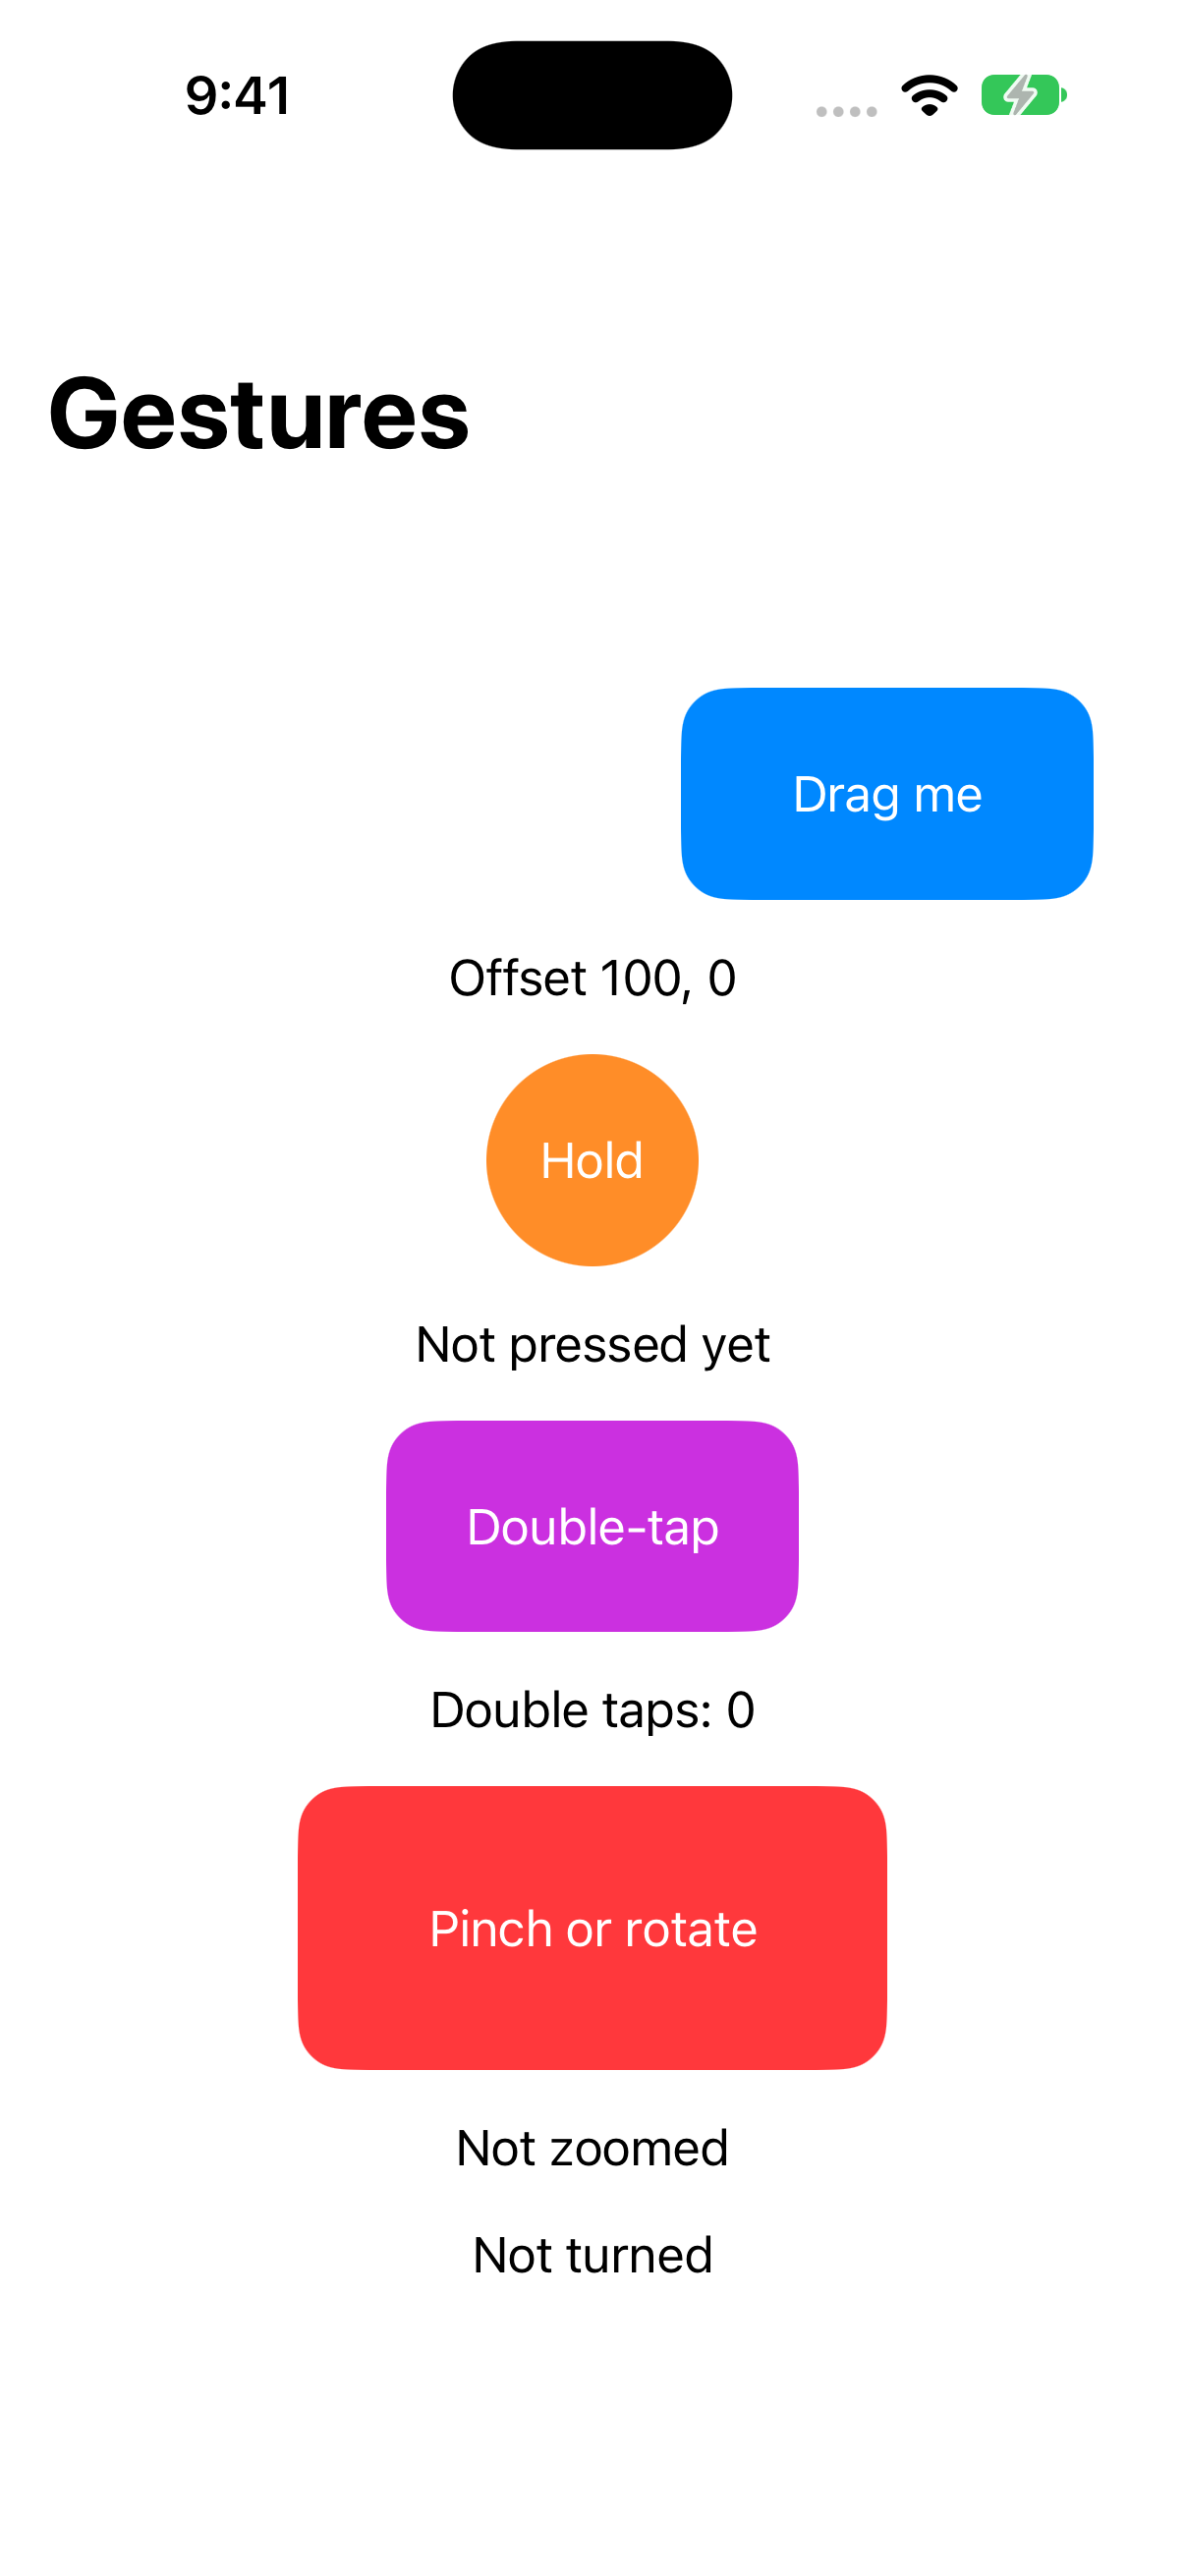 9:41
Gestures
Drag me
Offset 100, 0
Hold
Not pressed yet
Double-tap
Double taps: 0
Pinch or rotate
Not zoomed
Not turned